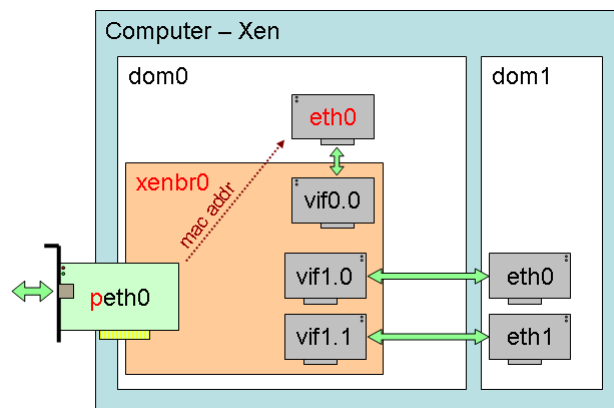 Computer – Xen
dom0
dom1
eth0
xenbr0
mac addr
vif0.0
peth0
vif1.0
eth0
vif1.1
eth1